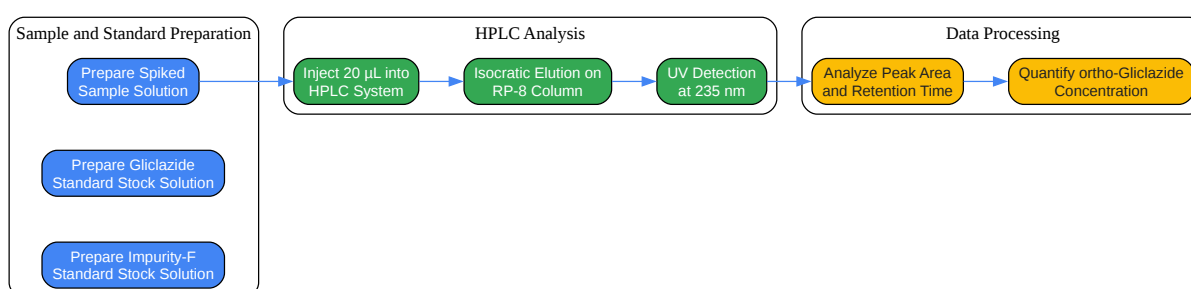 Sample and Standard Preparation
Prepare Spiked
Sample Solution
Prepare Gliclazide
Standard Stock Solution
Prepare Impurity-F
Standard Stock Solution
HPLC Analysis
Inject 20 µL into
HPLC System
Isocratic Elution on
RP-8 Column
UV Detection
at 235 nm
Data Processing
Analyze Peak Area
and Retention Time
Quantify ortho-Gliclazide
Concentration